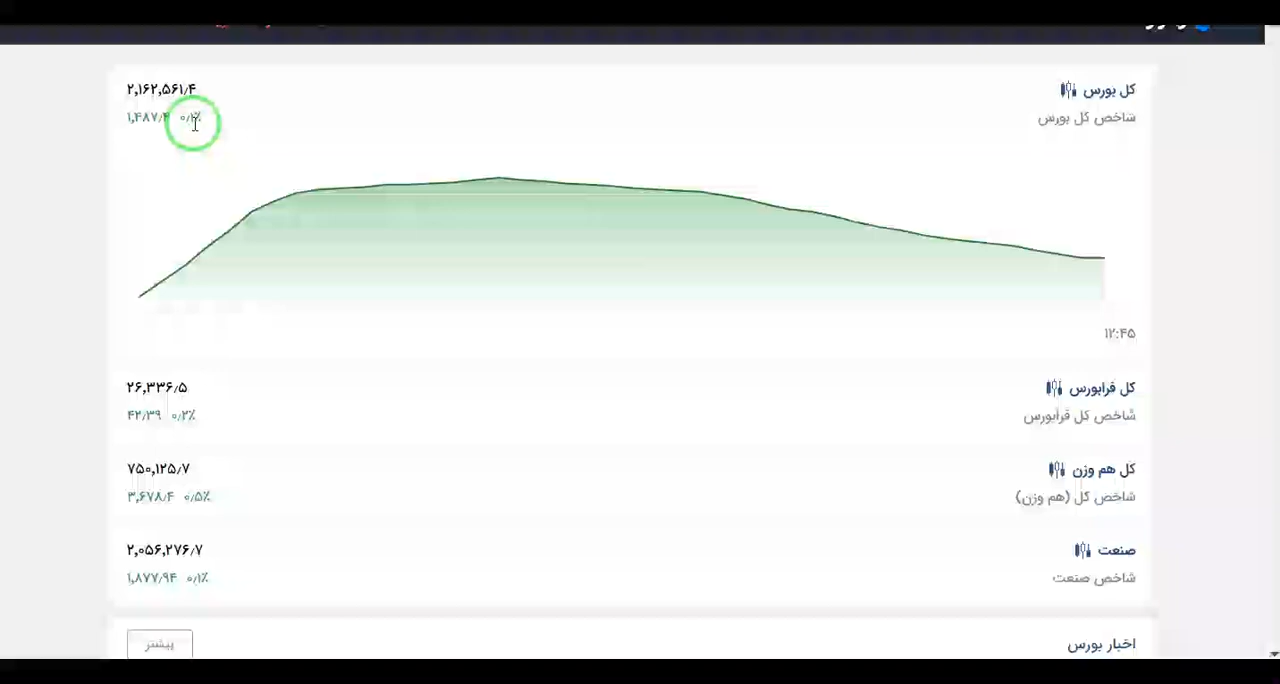 کل بورس ۲,۱۶۲,۵۶۱/۴
شاخص کل بورس ۱,۴۸۷/۴ ۰/۱٪
۱۲:۴۵
کل فرابورس ۲۶,۳۳۶/۵
شاخص کل فرابورس ۴۲/۳۹ ۰/۲٪
کل هم وزن ۷۵۰,۱۲۵/۷
شاخص کل (هم وزن) ۳,۶۷۸/۴ ۰/۵٪
صنعت ۲,۰۵۶,۲۷۶/۷
شاخص صنعت ۱,۸۷۷/۹۴ ۰/۱٪
اخبار بورس بیشتر